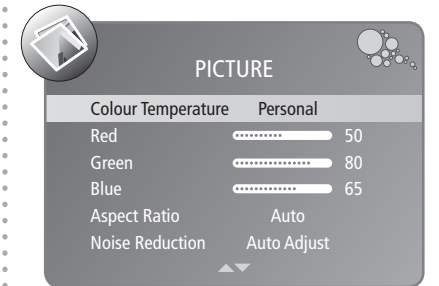 PICTURE
Colour Temperature Personal
Red 50
Green 80
Blue 65
Aspect Ratio Auto
Noise Reduction Auto Adjust